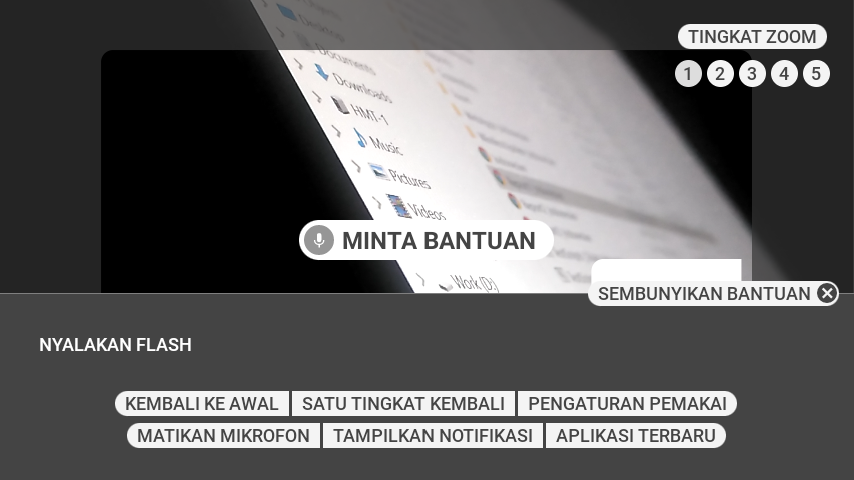 TINGKAT ZOOM
1 2 3 4 5
Desktop
Documents
Downloads
HMT-1
Music
Pictures
Videos
MINTA BANTUAN
Work (D:)
SEMBUNYIKAN BANTUAN
NYALAKAN FLASH
KEMBALI KE AWAL
SATU TINGKAT KEMBALI
PENGATURAN PEMAKAI
MATIKAN MIKROFON
TAMPILKAN NOTIFIKASI
APLIKASI TERBARU